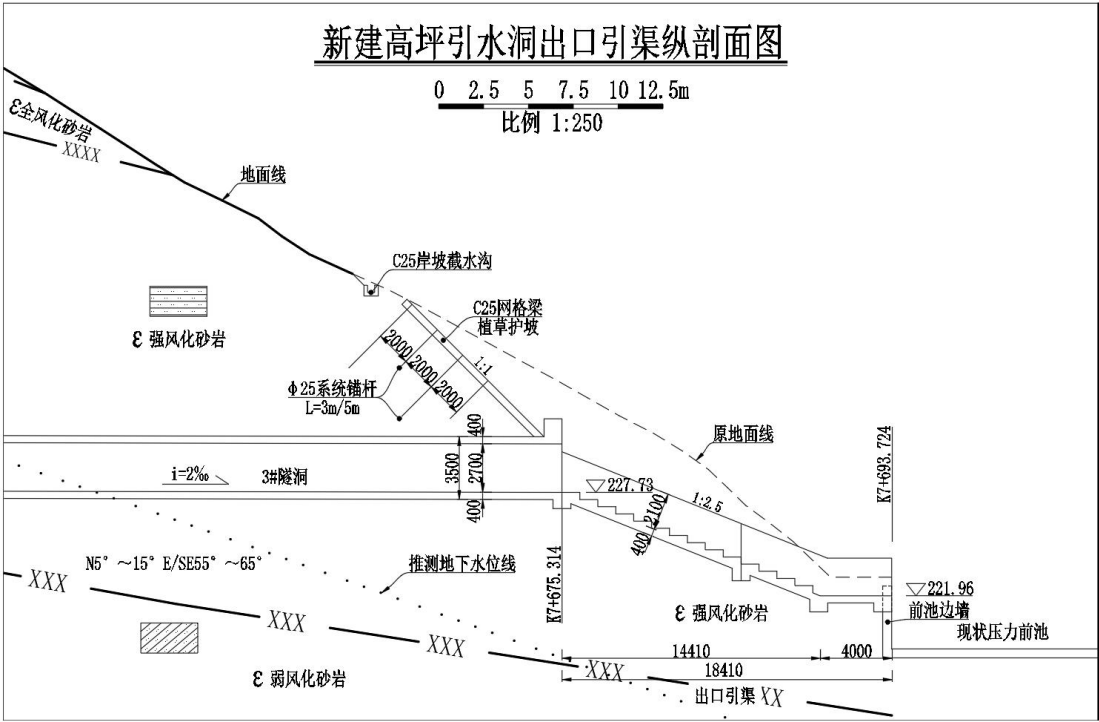 新建高坪引水洞出口引渠纵剖面图
0 2.5 5 7.5 10 12.5m
比例 1:250
ε全风化砂岩
XXXX
地面线
C25岸坡截水沟
C25网格梁
植草护坡
ε 强风化砂岩
2000
2000
2000
1:1
ф25系统锚杆
L=3m/5m
400
3500
2700
400
i=2‰
3#隧洞
原地面线
K7+693.724
227.73
1:2.5
2100
400
N5°～15°E/SE55°～65°
推测地下水位线
K7+675.314
XXX
XXX
XXX
XXX
XX
ε 强风化砂岩
221.96
前池边墙
现状压力前池
14410
4000
18410
ε 弱风化砂岩
出口引渠